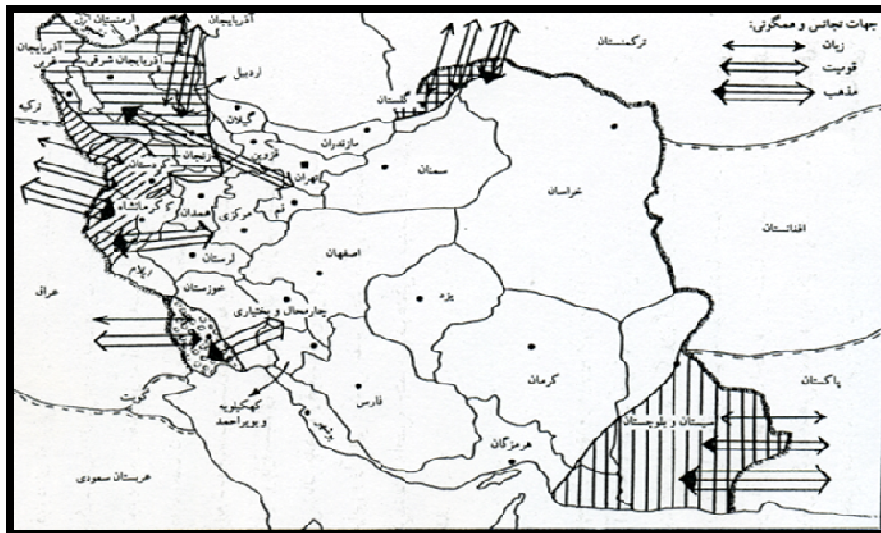 جهات تجانس و همگونی:
زبان
قومیت
مذهب
ترکمنستان
ارمنستان
آذربایجان
آذربایجان
غربی
آذربایجان شرقی
اردبیل
ترکیه
گلستان
گیلان
مازندران
زنجان
قزوین
تهران
سمنان
خراسان
کردستان
کرمانشاه
همدان
مرکزی
قم
افغانستان
لرستان
اصفهان
عراق
خوزستان
یزد
چهارمحال و بختیاری
پاکستان
کرمان
فارس
کویت
کهکیلویه
و بویراحمد
بوشهر
سیستان و بلوچستان
هرمزگان
عربستان سعودی